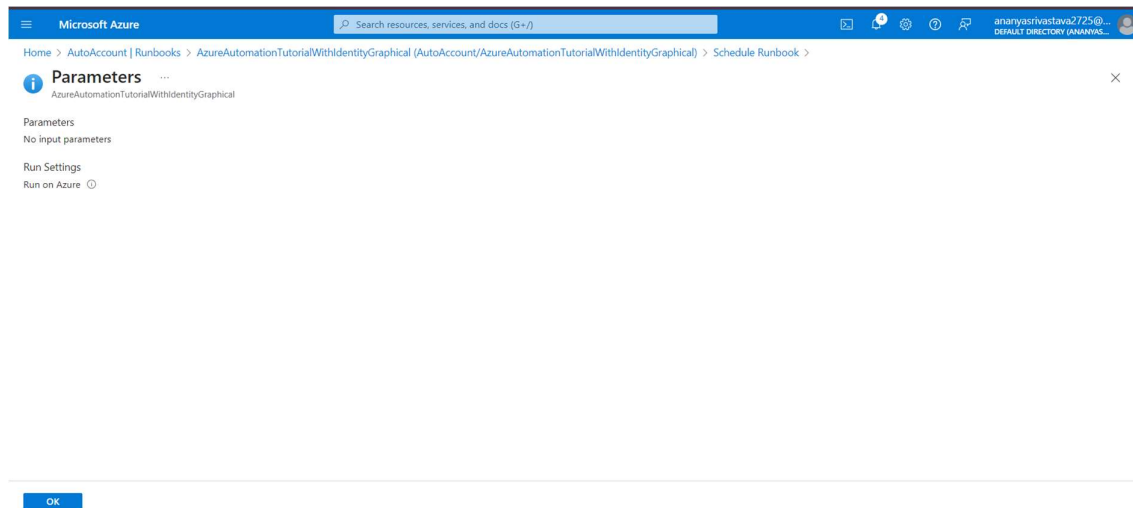 Microsoft Azure
Search resources, services, and docs (G+/)
4
ananyasrivastava2725@...
DEFAULT DIRECTORY (ANANYAS...
Home > AutoAccount | Runbooks > AzureAutomationTutorialWithIdentityGraphical (AutoAccount/AzureAutomationTutorialWithIdentityGraphical) > Schedule Runbook >
Parameters ...
AzureAutomationTutorialWithIdentityGraphical
Parameters
No input parameters
Run Settings
Run on Azure
OK